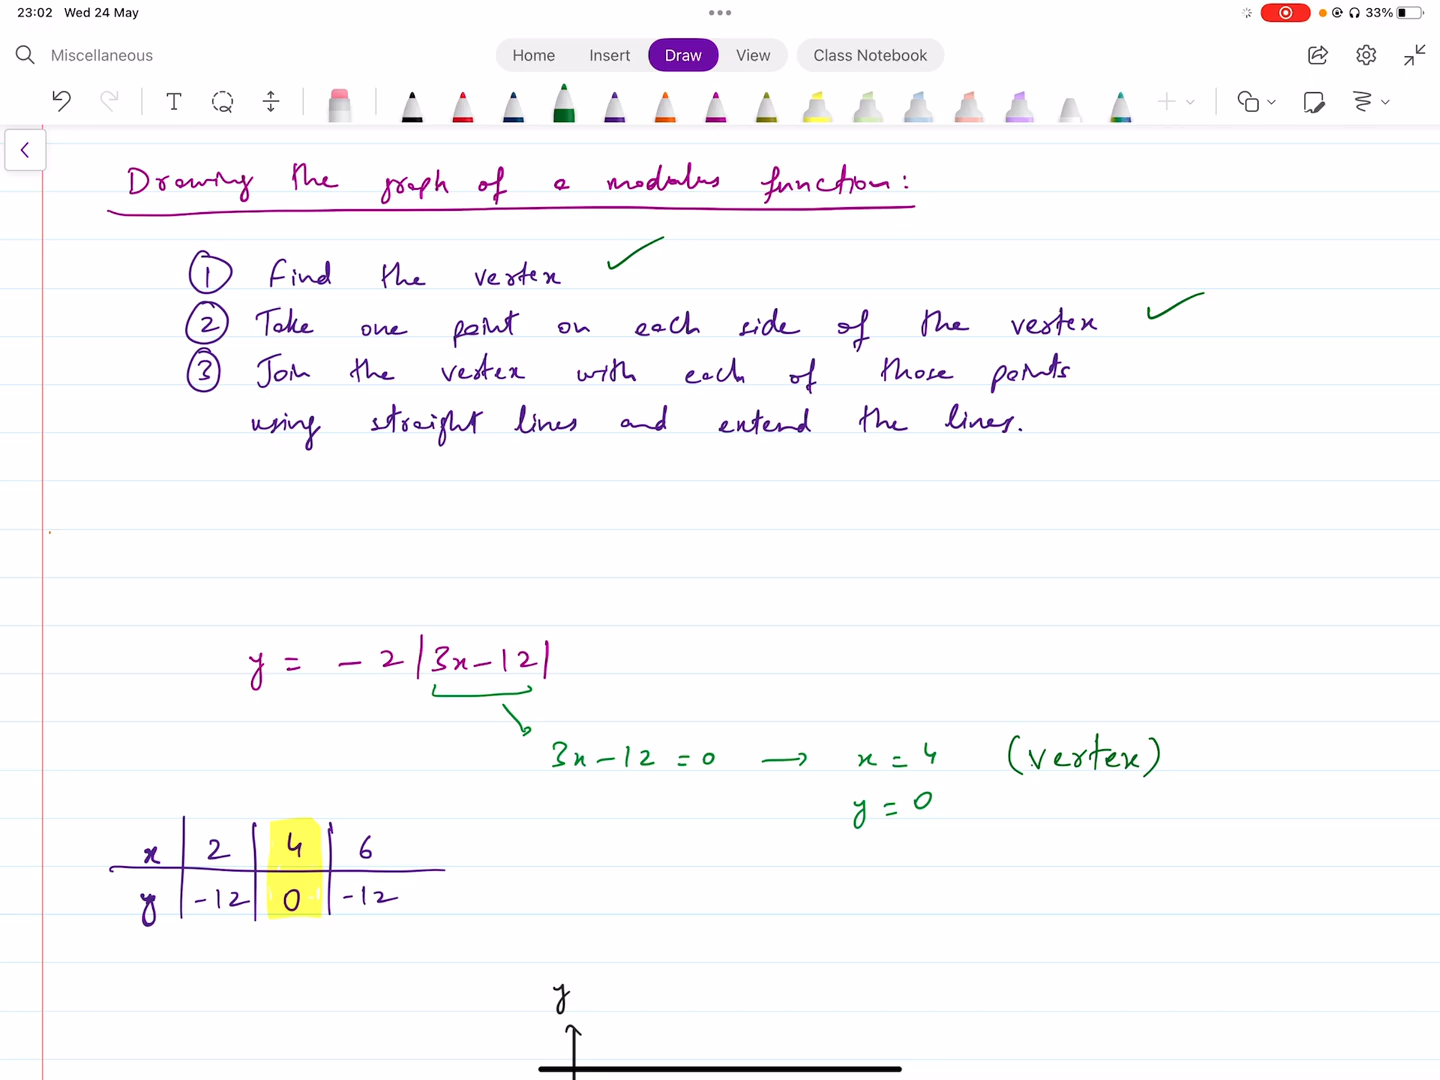 23:02 Wed 24 May
33%
Miscellaneous
Home Insert Draw View Class Notebook
T
Drawing the graph of a modulus function:
① Find the vertex ✓
② Take one point on each side of the vertex ✓
③ Join the vertex with each of those points
using straight lines and extend the lines.
y = - 2 |3x-12|
3x-12 = 0 → x = 4 (vertex)
y = 0
x | 2 | 4 | 6
y | -12 | 0 | -12
y